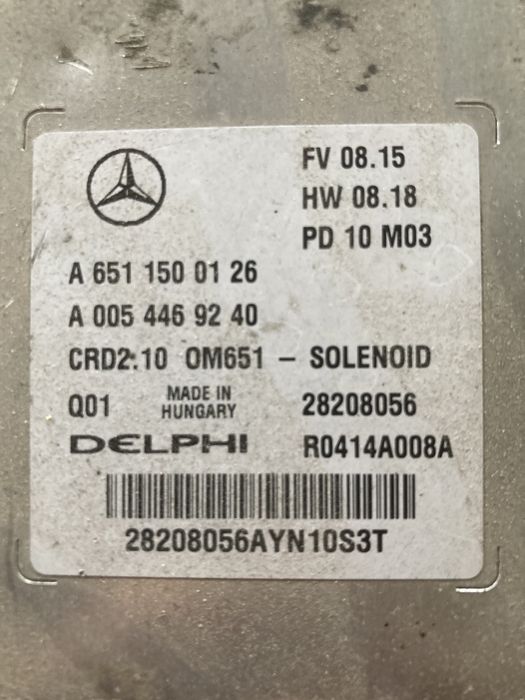 FV 08.15
HW 08.18
PD 10 M03
A 651 150 01 26
A 005 446 92 40
CRD2.10 OM651 – SOLENOID
Q01 MADE IN HUNGARY 28208056
DELPHI R0414A008A
28208056AYN10S3T